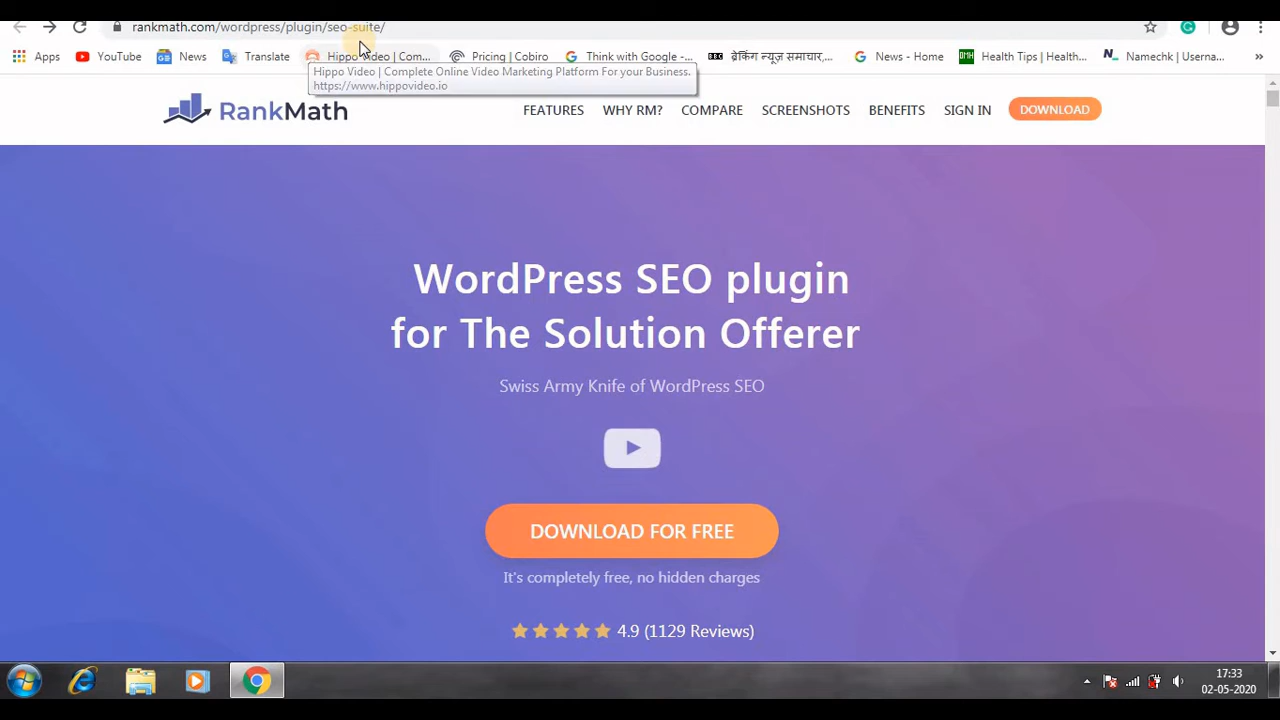 rankmath.com/wordpress/plugin/seo-suite/
Apps YouTube News Translate Hippo Video | Com... Pricing | Cobiro Think with Google -... ब्रेकिंग न्यूज़ समाचार,... News - Home Health Tips | Health... Namechk | Userna... »
Hippo Video | Complete Online Video Marketing Platform For your Business.
https://www.hippovideo.io
RankMath FEATURES WHY RM? COMPARE SCREENSHOTS BENEFITS SIGN IN DOWNLOAD
WordPress SEO plugin
for The Solution Offerer
Swiss Army Knife of WordPress SEO
DOWNLOAD FOR FREE
It's completely free, no hidden charges
4.9 (1129 Reviews)
17:33
02-05-2020